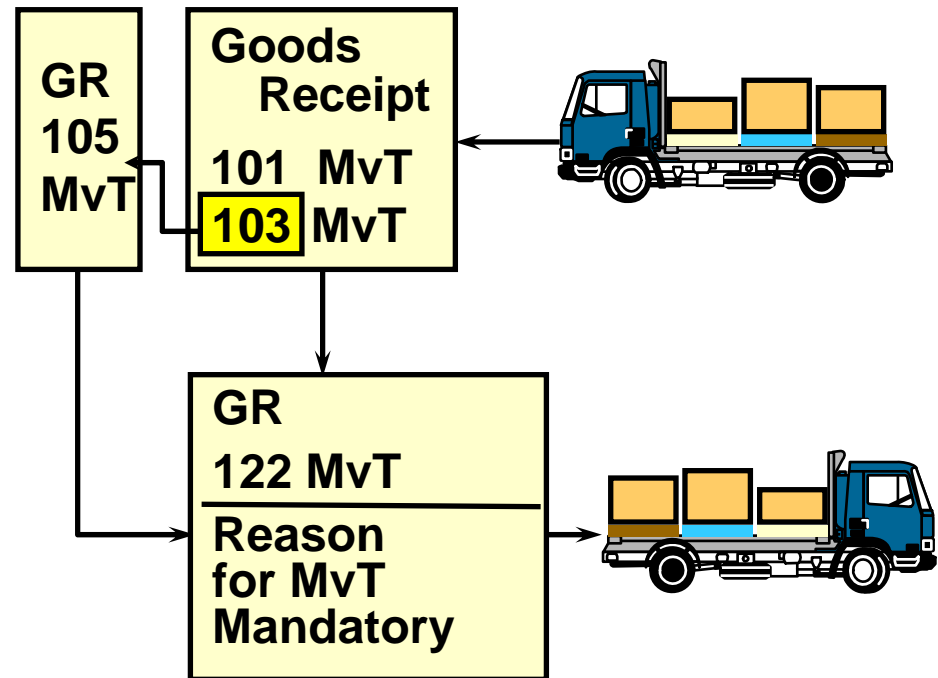 GR
105
MvT
Goods
Receipt
101 MvT
103 MvT
GR
122 MvT
Reason
for MvT
Mandatory